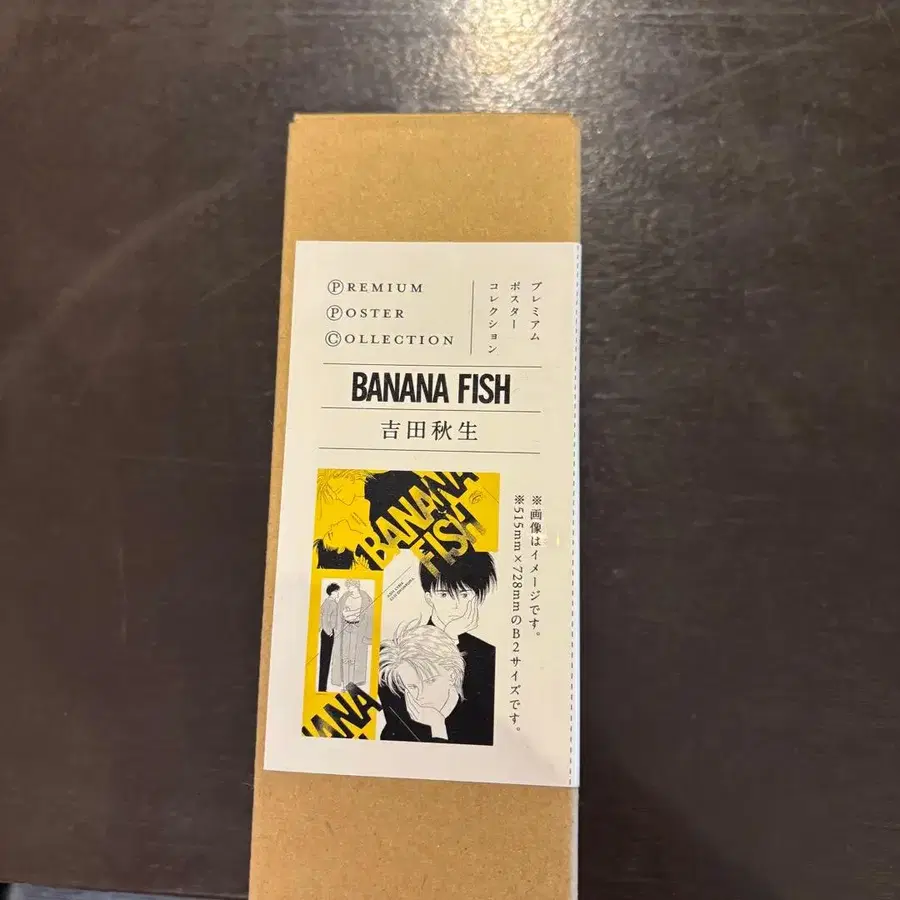 PREMIUM
POSTER
COLLECTION
プレミアム
ポスター
コレクション
BANANA FISH
吉田秋生
BANANA
FISH
※画像はイメージです。
※515mm×728mmのB2サイズです。